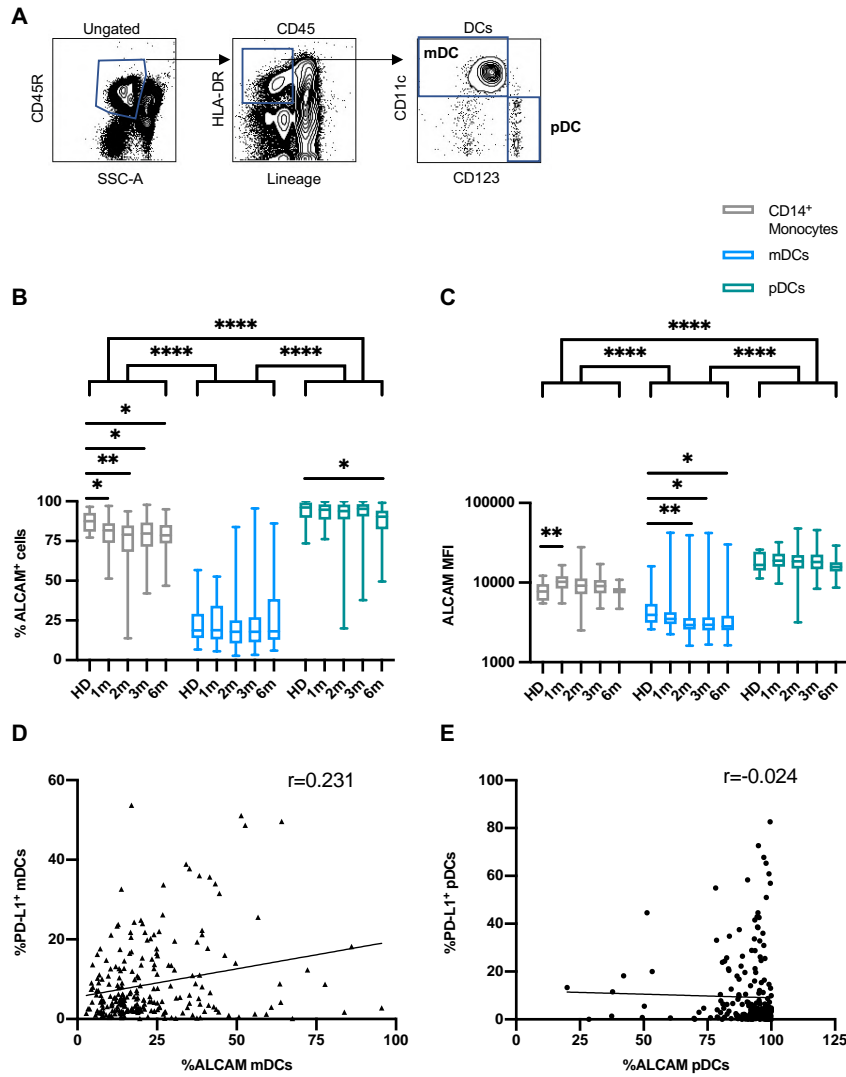 A
Ungated
CD45
DCs
CD45R
HLA-DR
CD11c
mDC
pDC
SSC-A
Lineage
CD123
CD14+
Monocytes
mDCs
pDCs
B
C
****
****
****
****
****
****
*
*
**
*
*
*
*
**
**
% ALCAM+ cells
100
75
50
25
0
HD
1m
2m
3m
6m
HD
1m
2m
3m
6m
HD
1m
2m
3m
6m
ALCAM MFI
100000
10000
1000
HD
1m
2m
3m
6m
HD
1m
2m
3m
6m
HD
1m
2m
3m
6m
D
r=0.231
%PD-L1+ mDCs
60
40
20
0
0
25
50
75
100
%ALCAM mDCs
E
r=-0.024
%PD-L1+ pDCs
100
80
60
40
20
0
0
25
50
75
100
125
%ALCAM pDCs